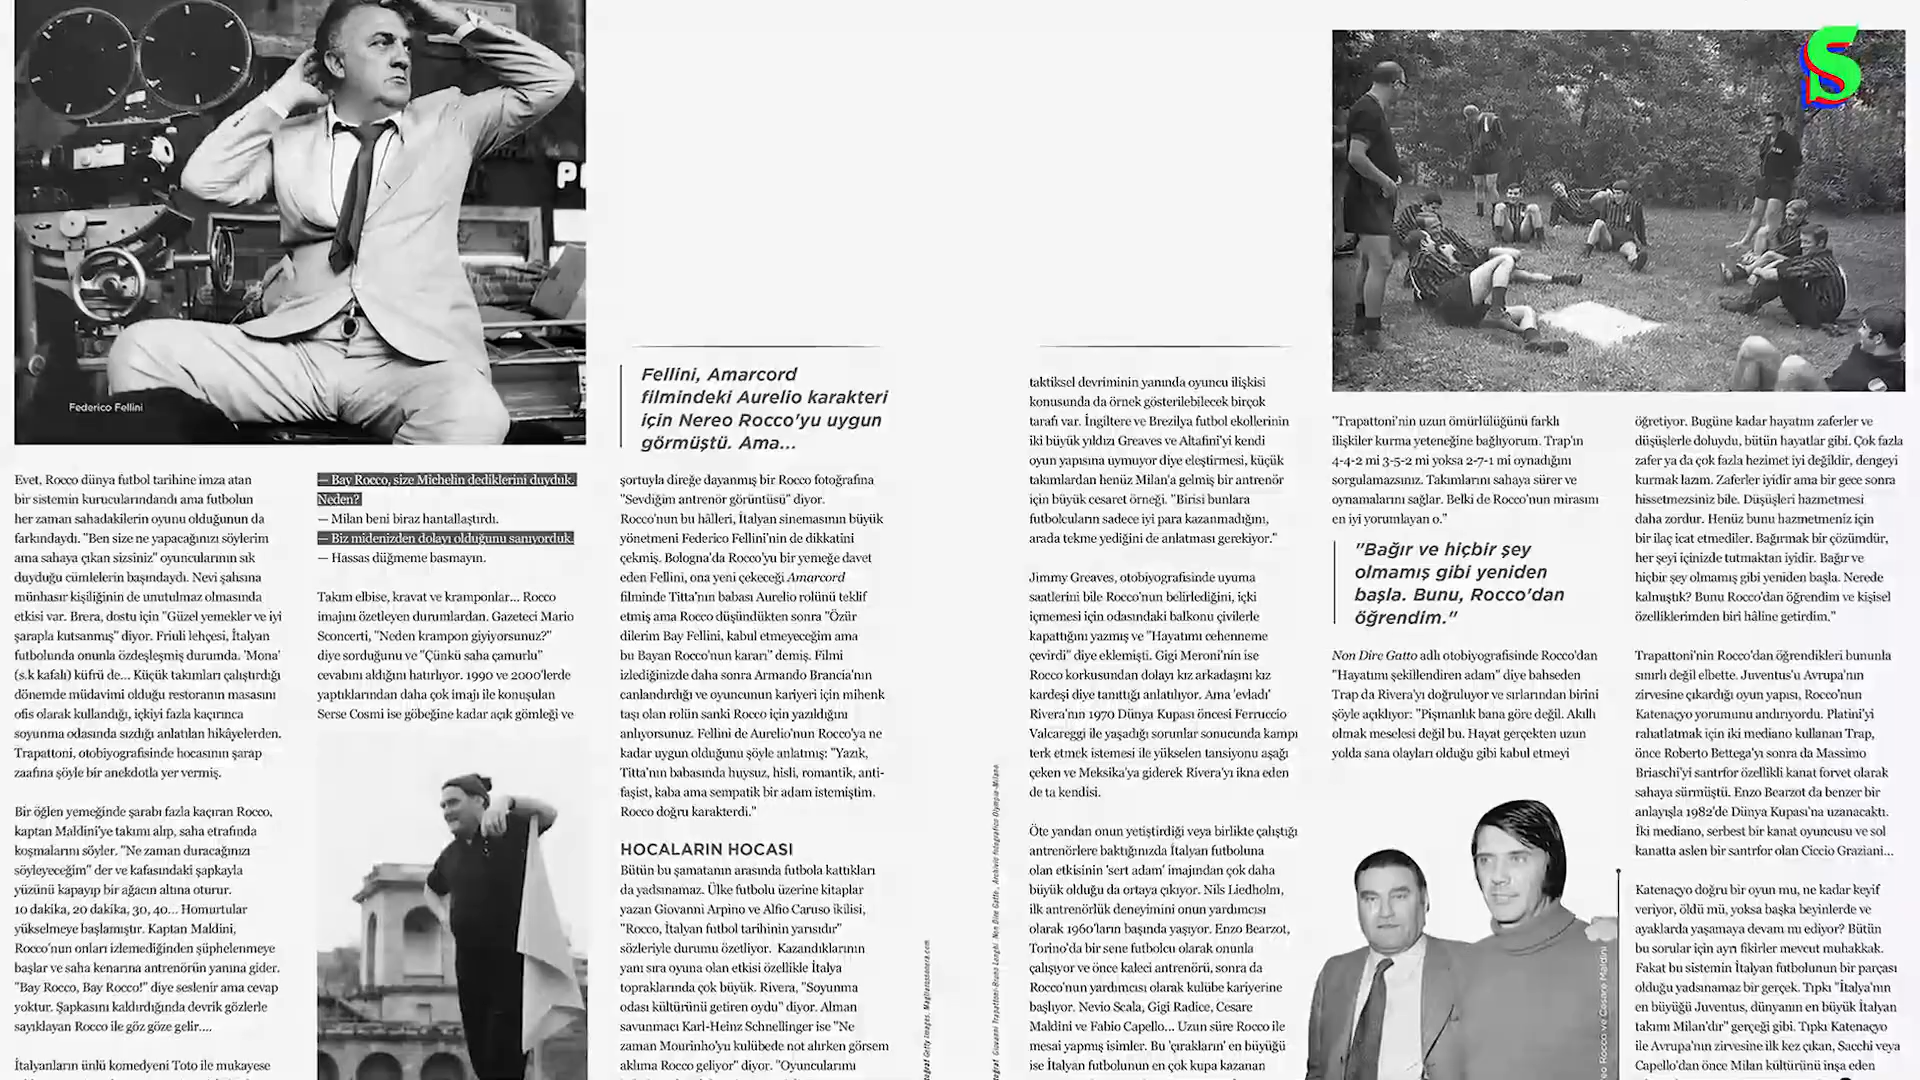 S
P
1
Federico Fellini
Evet, Rocco dünya futbol tarihine imza atan
bir sistemin kurucularındandı ama futbolun
her zaman sahadakilerin oyunu olduğunun da
farkındaydı. "Ben size ne yapacağınızı söylerim
ama sahaya çıkan sizsiniz" oyuncularının sık
duyduğu cümlelerin başındaydı. Nevi şahsına
münhasır kişiliğinin de unutulmaz olmasında
etkisi var. Brera, dostu için "Güzel yemekler ve iyi
şarapla kutsanmış" diyor. Friuli lehçesi, İtalyan
futbolunda onunla özdeşleşmiş durumda. 'Mona'
(s.k kafalı) küfrü de... Küçük takımları çalıştırdığı
dönemde müdavimi olduğu restoranın masasını
ofis olarak kullandığı, içkiyi fazla kaçırınca
soyunma odasında sızdığı anlatılan hikâyelerden.
Trapattoni, otobiyografisinde hocasının şarap
zaafına şöyle bir anekdotla yer vermiş.
Bir öğlen yemeğinde şarabı fazla kaçıran Rocco,
kaptan Maldini'ye takımı alıp, saha etrafında
koşmalarını söyler. "Ne zaman duracağınızı
söyleyeceğim" der ve kafasındaki şapkayla
yüzünü kapayıp bir ağacın altına oturur.
10 dakika, 20 dakika, 30, 40... Homurtular
yükselmeye başlamıştır. Kaptan Maldini,
Rocco'nun onları izlemediğinden şüphelenmeye
başlar ve saha kenarına antrenörün yanına gider.
"Bay Rocco, Bay Rocco!" diye seslenir ama cevap
yoktur. Şapkasını kaldırdığında devrik gözlerle
sayıklayan Rocco ile göz göze gelir....
İtalyanların ünlü komedyeni Toto ile mukayese
— Bay Rocco, size Michelin dediklerini duyduk.
Neden?
— Milan beni biraz hantallaştırdı.
— Biz midenizden dolayı olduğunu sanıyorduk.
— Hassas düğmeme basmayın.
Takım elbise, kravat ve kramponlar... Rocco
imajını özetleyen durumlardan. Gazeteci Mario
Sconcerti, "Neden krampon giyiyorsunuz?"
diye sorduğunu ve "Çünkü saha çamurlu"
cevabını aldığını hatırlıyor. 1990 ve 2000'lerde
yaptıklarından daha çok imajı ile konuşulan
Serse Cosmi ise göbeğine kadar açık gömleği ve
Fellini, Amarcord
filmindeki Aurelio karakteri
için Nereo Rocco'yu uygun
görmüştü. Ama...
şortuyla direğe dayanmış bir Rocco fotoğrafına
"Sevdiğim antrenör görüntüsü" diyor.
Rocco'nun bu hâlleri, İtalyan sinemasının büyük
yönetmeni Federico Fellini'nin de dikkatini
çekmiş. Bologna'da Rocco'yu bir yemeğe davet
eden Fellini, ona yeni çekeceği Amarcord
filminde Titta'nın babası Aurelio rolünü teklif
etmiş ama Rocco düşündükten sonra "Özür
dilerim Bay Fellini, kabul etmeyeceğim ama
bu Bayan Rocco'nun kararı" demiş. Filmi
izlediğinizde daha sonra Armando Brancia'nın
canlandırdığı ve oyuncunun kariyeri için mihenk
taşı olan rolün sanki Rocco için yazıldığını
anlıyorsunuz. Fellini de Aurelio'nun Rocco'ya ne
kadar uygun olduğunu şöyle anlatmış: "Yazık,
Titta'nın babasında huysuz, hisli, romantik, anti-
faşist, kaba ama sempatik bir adam istemiştim.
Rocco doğru karakterdi."
HOCALARIN HOCASI
Bütün bu şamatanın arasında futbola kattıkları
da yadsınamaz. Ülke futbolu üzerine kitaplar
yazan Giovanni Arpino ve Alfio Caruso ikilisi,
"Rocco, İtalyan futbol tarihinin yarısıdır"
sözleriyle durumu özetliyor. Kazandıklarının
yanı sıra oyuna olan etkisi özellikle İtalya
topraklarında çok büyük. Rivera, "Soyunma
odası kültürünü getiren oydu" diyor. Alman
savunmacı Karl-Heinz Schnellinger ise "Ne
zaman Mourinho'yu kulübede not alırken görsem
aklıma Rocco geliyor" diyor. "Oyuncularını
Getty Images, Maglierossonera.com
Giovanni Trapattoni-Bruno Longhi, Non Dire Gatto, Archivio fotografico Olympia-Milano
taktiksel devriminin yanında oyuncu ilişkisi
konusunda da örnek gösterilebilecek birçok
tarafı var. İngiltere ve Brezilya futbol ekollerinin
iki büyük yıldızı Greaves ve Altafini'yi kendi
oyun yapısına uymuyor diye eleştirmesi, küçük
takımlardan henüz Milan'a gelmiş bir antrenör
için büyük cesaret örneği. "Birisi bunlara
futbolcuların sadece iyi para kazanmadığını,
arada tekme yediğini de anlatması gerekiyor."
Jimmy Greaves, otobiyografisinde uyuma
saatlerini bile Rocco'nun belirlediğini, içki
içmemesi için odasındaki balkonu çivilerle
kapattığını yazmış ve "Hayatımı cehenneme
çevirdi" diye eklemişti. Gigi Meroni'nin ise
Rocco korkusundan dolayı kız arkadaşını kız
kardeşi diye tanıttığı anlatılıyor. Ama 'evladı'
Rivera'nın 1970 Dünya Kupası öncesi Ferruccio
Valcareggi ile yaşadığı sorunlar sonucunda kampı
terk etmek istemesi ile yükselen tansiyonu aşağı
çeken ve Meksika'ya giderek Rivera'yı ikna eden
de ta kendisi.
Öte yandan onun yetiştirdiği veya birlikte çalıştığı
antrenörlere baktığınızda İtalyan futboluna
olan etkisinin 'sert adam' imajından çok daha
büyük olduğu da ortaya çıkıyor. Nils Liedholm,
ilk antrenörlük deneyimini onun yardımcısı
olarak 1960'ların başında yaşıyor. Enzo Bearzot,
Torino'da bir sene futbolcu olarak onunla
çalışıyor ve önce kaleci antrenörü, sonra da
Rocco'nun yardımcısı olarak kulübe kariyerine
başlıyor. Nevio Scala, Gigi Radice, Cesare
Maldini ve Fabio Capello... Uzun süre Rocco ile
mesai yapmış isimler. Bu 'çırakların' en büyüğü
ise İtalyan futbolunun en çok kupa kazanan
"Trapattoni'nin uzun ömürlülüğünü farklı
ilişkiler kurma yeteneğine bağlıyorum. Trap'ın
4-4-2 mi 3-5-2 mi yoksa 2-7-1 mi oynadığını
sorgulamazsınız. Takımlarını sahaya sürer ve
oynamalarını sağlar. Belki de Rocco'nun mirasını
en iyi yorumlayan o."
"Bağır ve hiçbir şey
olmamış gibi yeniden
başla. Bunu, Rocco'dan
öğrendim."
Non Dire Gatto adlı otobiyografisinde Rocco'dan
"Hayatımı şekillendiren adam" diye bahseden
Trap da Rivera'yı doğruluyor ve sırlarından birini
şöyle açıklıyor: "Pişmanlık bana göre değil. Akıllı
olmak meselesi değil bu. Hayat gerçekten uzun
yolda sana olayları olduğu gibi kabul etmeyi
Rocco ve Cesare Maldini
öğretiyor. Bugüne kadar hayatım zaferler ve
düşüşlerle doluydu, bütün hayatlar gibi. Çok fazla
zafer ya da çok fazla hezimet iyi değildir, dengeyi
kurmak lazım. Zaferler iyidir ama bir gece sonra
hissetmezsiniz bile. Düşüşleri hazmetmesi
daha zordur. Henüz bunu hazmetmeniz için
bir ilaç icat etmediler. Bağırmak bir çözümdür,
her şeyi içinizde tutmaktan iyidir. Bağır ve
hiçbir şey olmamış gibi yeniden başla. Nerede
kalmıştık? Bunu Rocco'dan öğrendim ve kişisel
özelliklerimden biri hâline getirdim."
Trapattoni'nin Rocco'dan öğrendikleri bununla
sınırlı değil elbette. Juventus'u Avrupa'nın
zirvesine çıkardığı oyun yapısı, Rocco'nun
Katenaçyo yorumunu andırıyordu. Platini'yi
rahatlatmak için iki mediano kullanan Trap,
önce Roberto Bettega'yı sonra da Massimo
Briaschi'yi santrfor özellikli kanat forvet olarak
sahaya sürmüştü. Enzo Bearzot da benzer bir
anlayışla 1982'de Dünya Kupası'na uzanacaktı.
İki mediano, serbest bir kanat oyuncusu ve sol
kanatta aslen bir santrfor olan Ciccio Graziani...
Katenaçyo doğru bir oyun mu, ne kadar keyif
veriyor, öldü mü, yoksa başka beyinlerde ve
ayaklarda yaşamaya devam mı ediyor? Bütün
bu sorular için ayrı fikirler mevcut muhakkak.
Fakat bu sistemin İtalyan futbolunun bir parçası
olduğu yadsınamaz bir gerçek. Tıpkı "İtalya'nın
en büyüğü Juventus, dünyanın en büyük İtalyan
takımı Milan'dır" gerçeği gibi. Tıpkı Katenaçyo
ile Avrupa'nın zirvesine ilk kez çıkan, Sacchi veya
Capello'dan önce Milan kültürünü inşa eden